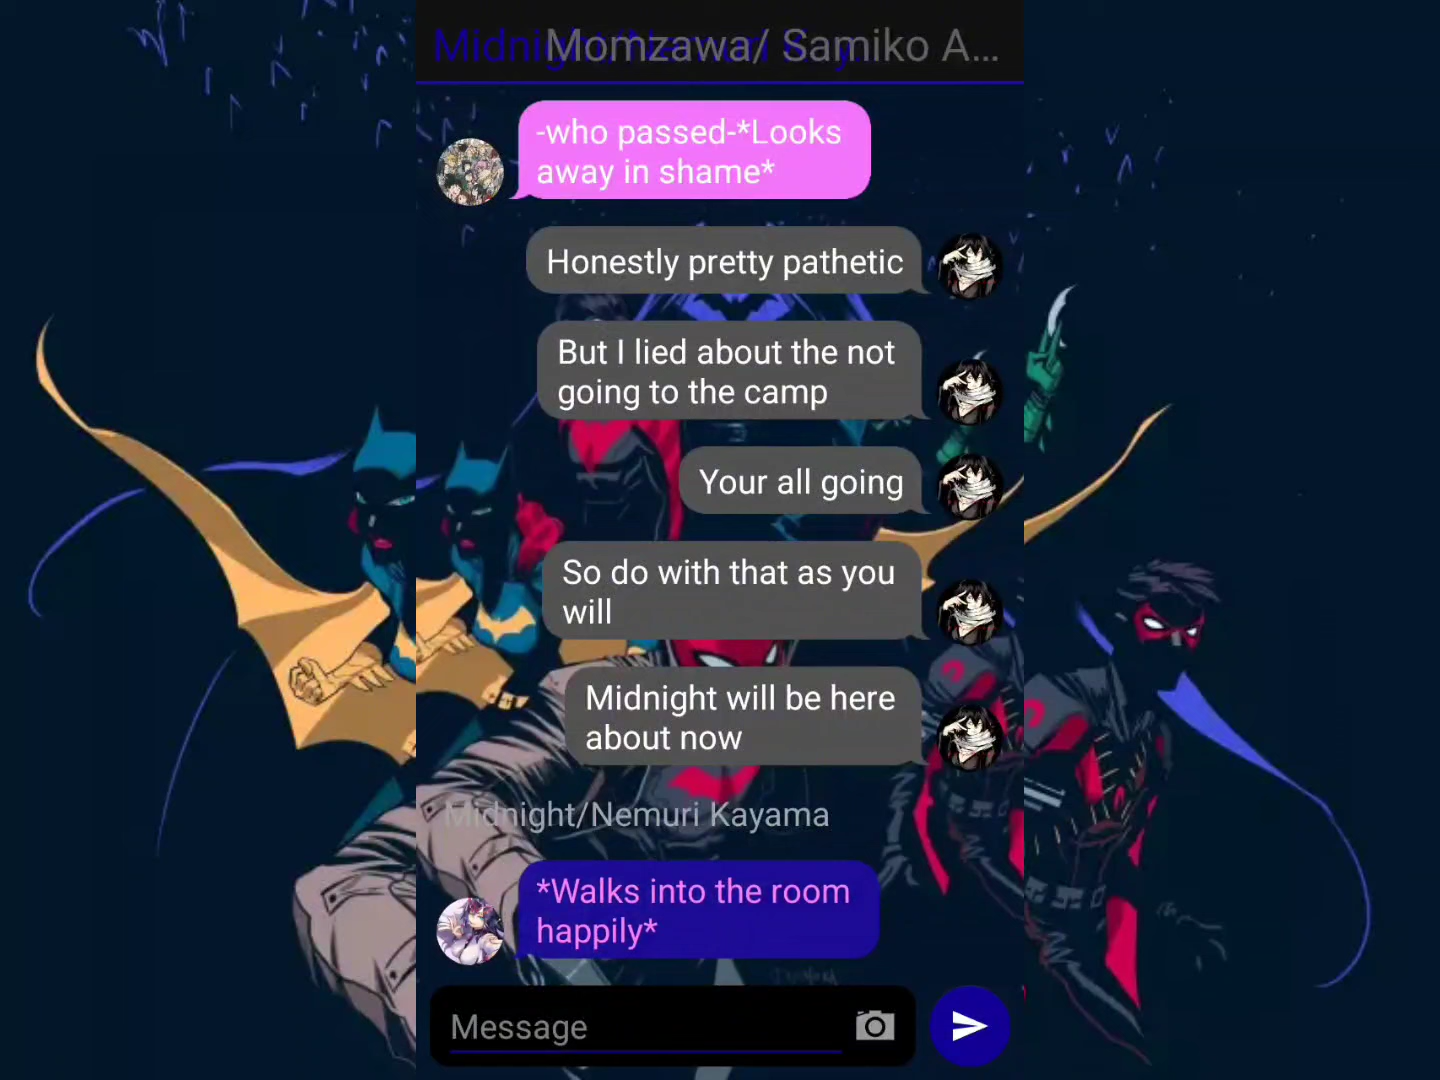 Momzawa/ Samiko A...
-who passed-*Looks
away in shame*
Honestly pretty pathetic
But I lied about the not
going to the camp
Your all going
So do with that as you
will
Midnight will be here
about now
Midnight/Nemuri Kayama
*Walks into the room
happily*
Message